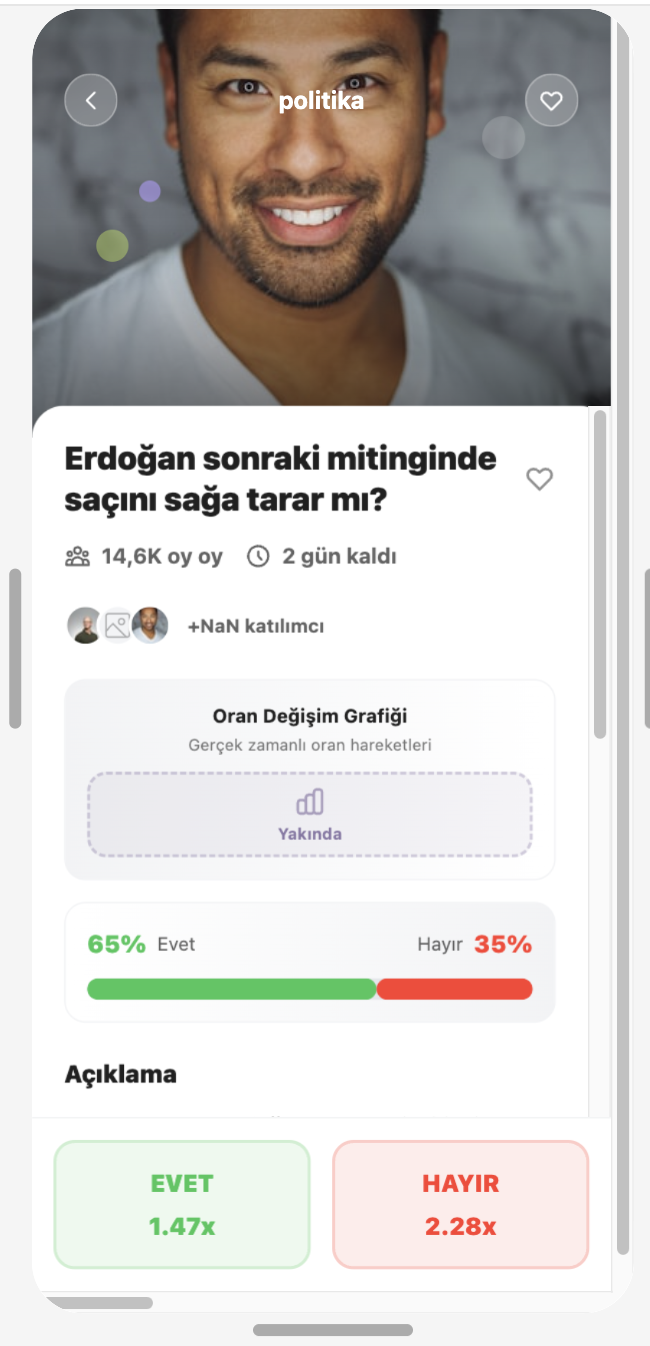 politika
Erdoğan sonraki mitinginde
saçını sağa tarar mı?
14,6K oy oy 2 gün kaldı
+NaN katılımcı
Oran Değişim Grafiği
Gerçek zamanlı oran hareketleri
Yakında
65% Evet Hayır 35%
Açıklama
EVET HAYIR
1.47x 2.28x